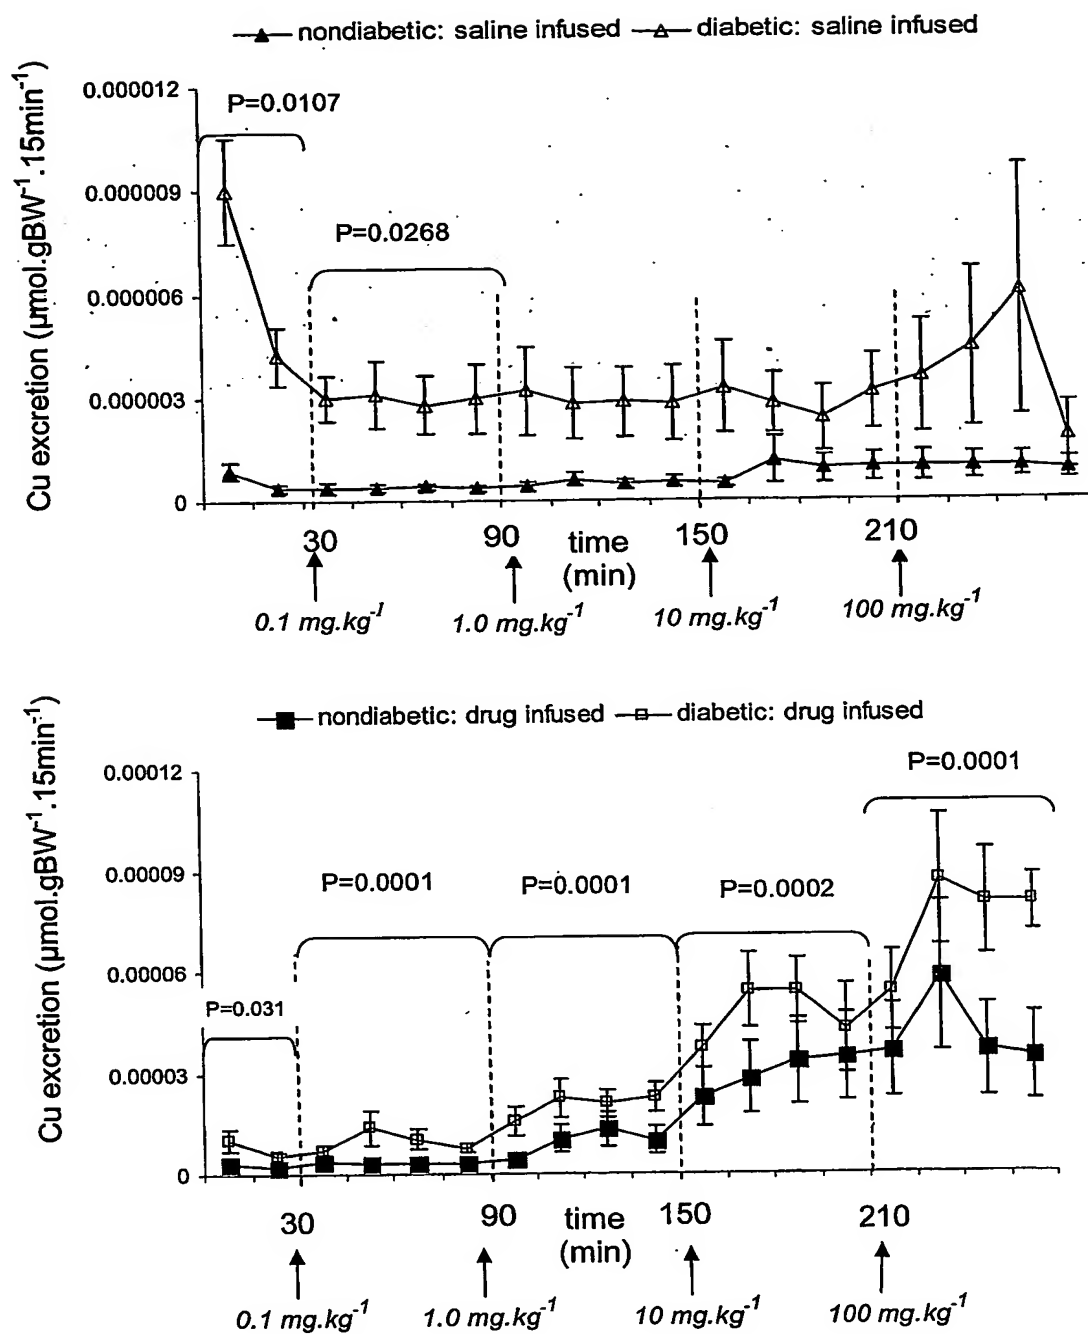 nondiabetic: saline infused diabetic: saline infused
Cu excretion (µmol.gBW⁻¹.15min⁻¹)
0.000012
P=0.0107
0.000009
P=0.0268
0.000006
0.000003
0
30 90 time 150 210
(min)
0.1 mg.kg⁻¹ 1.0 mg.kg⁻¹ 10 mg.kg⁻¹ 100 mg.kg⁻¹
nondiabetic: drug infused diabetic: drug infused
Cu excretion (µmol.gBW⁻¹.15min⁻¹)
0.00012
P=0.0001
0.00009
P=0.0001 P=0.0001 P=0.0002
0.00006
P=0.031
0.00003
0
30 90 time 150 210
(min)
0.1 mg.kg⁻¹ 1.0 mg.kg⁻¹ 10 mg.kg⁻¹ 100 mg.kg⁻¹